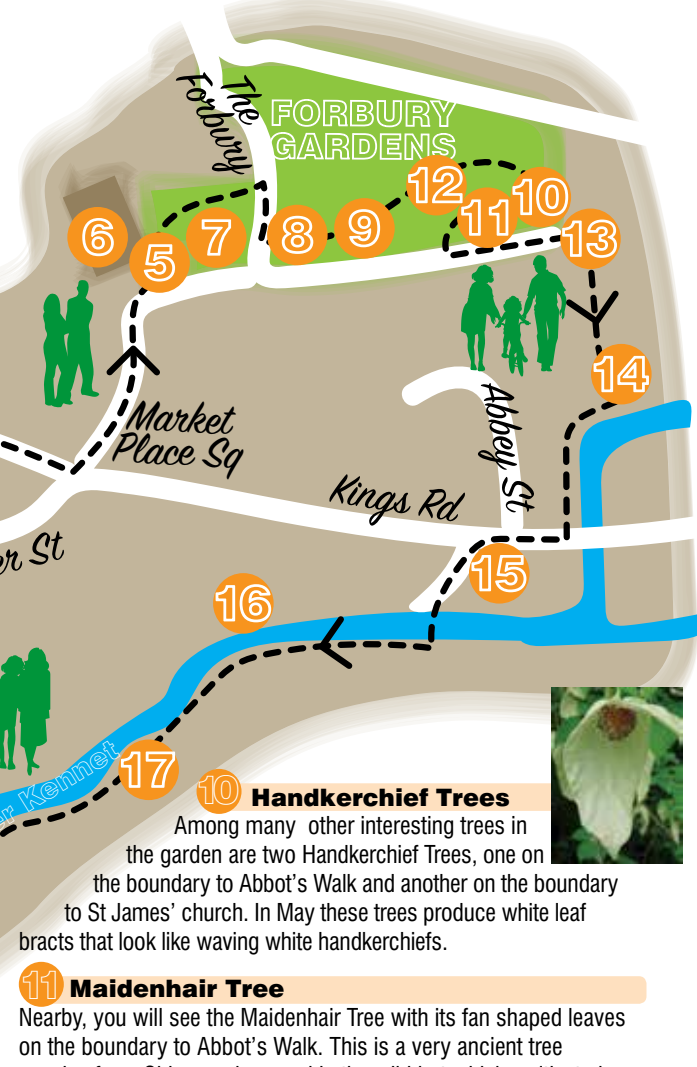 The
Forbury
FORBURY
GARDENS
12
10
11
6
7
8
9
13
5
14
Market
Place Sq
Abbey St
Kings Rd
er St
15
16
17
er Kennet
10 Handkerchief Trees
Among many other interesting trees in
the garden are two Handkerchief Trees, one on
the boundary to Abbot’s Walk and another on the boundary
to St James’ church. In May these trees produce white leaf
bracts that look like waving white handkerchiefs.
11 Maidenhair Tree
Nearby, you will see the Maidenhair Tree with its fan shaped leaves
on the boundary to Abbot’s Walk. This is a very ancient tree